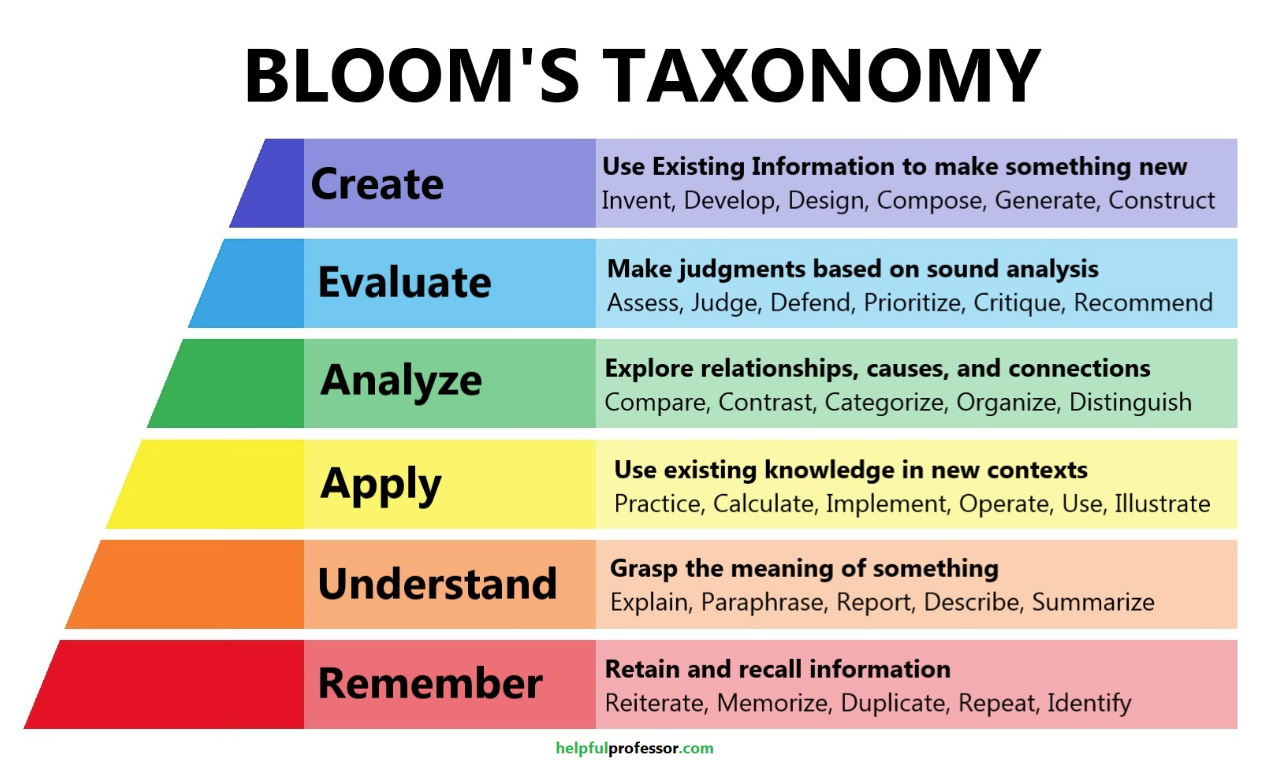 BLOOM'S TAXONOMY
Create
Use Existing Information to make something new
Invent, Develop, Design, Compose, Generate, Construct
Evaluate
Make judgments based on sound analysis
Assess, Judge, Defend, Prioritize, Critique, Recommend
Analyze
Explore relationships, causes, and connections
Compare, Contrast, Categorize, Organize, Distinguish
Apply
Use existing knowledge in new contexts
Practice, Calculate, Implement, Operate, Use, Illustrate
Understand
Grasp the meaning of something
Explain, Paraphrase, Report, Describe, Summarize
Remember
Retain and recall information
Reiterate, Memorize, Duplicate, Repeat, Identify
helpfulprofessor.com